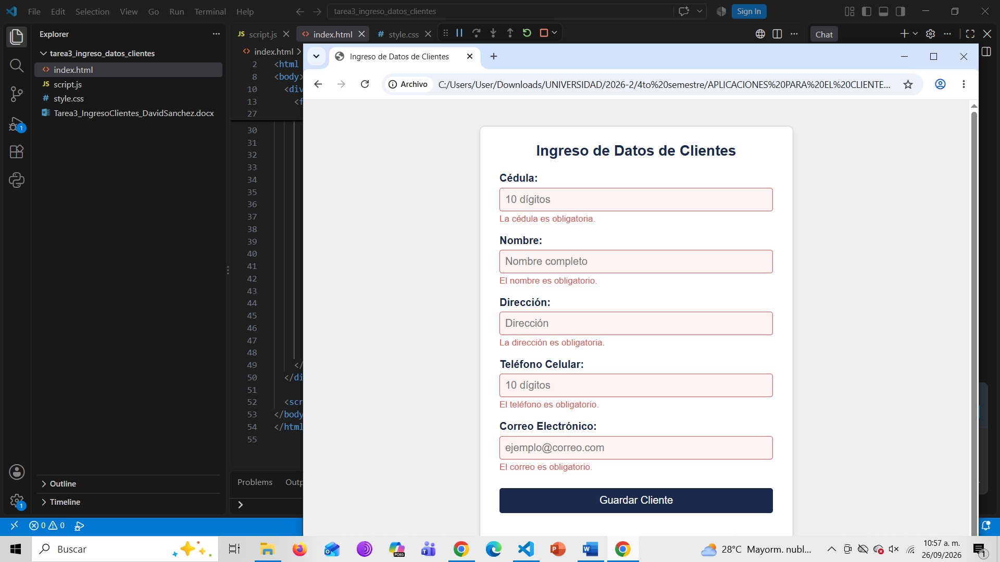 File Edit Selection View Go Run Terminal Help
tarea3_ingreso_datos_clientes
Sign In
Explorer
tarea3_ingreso_datos_clientes
index.html
script.js
style.css
Tarea3_IngresoClientes_DavidSanchez.docx
Outline
Timeline
script.js
index.html
style.css
Chat
index.html
2 <html
8 <body>
10 <div
13 <f
27
30
31
32
33
34
35
36
37
38
39
40
41
42
43
44
45
46
47
48
49 </
50 </di
51
52 <scr
53 </body
54 </html
55
Problems Outp
Ingreso de Datos de Clientes
Archivo C:/Users/User/Downloads/UNIVERSIDAD/2026-2/4to%20semestre/APLICACIONES%20PARA%20EL%20CLIENTE...
Ingreso de Datos de Clientes
Cédula:
10 dígitos
La cédula es obligatoria.
Nombre:
Nombre completo
El nombre es obligatorio.
Dirección:
Dirección
La dirección es obligatoria.
Teléfono Celular:
10 dígitos
El teléfono es obligatorio.
Correo Electrónico:
ejemplo@correo.com
El correo es obligatorio.
Guardar Cliente
0 0
1
1
Buscar
28°C Mayorm. nubl...
10:57 a. m.
26/09/2026
1